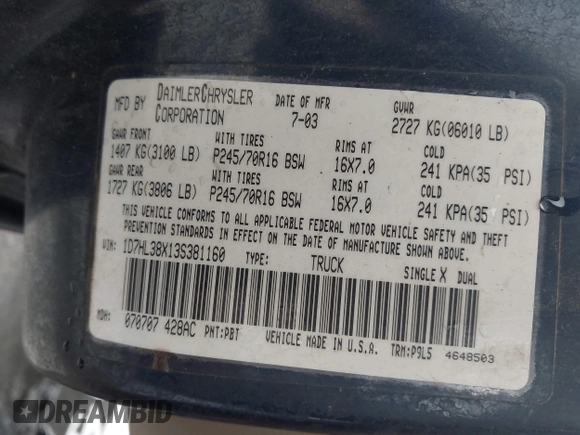 MFD BY DAIMLERCHRYSLER CORPORATION DATE OF MFR 7-03 GVWR 2727 KG(06010 LB)
GAWR FRONT WITH TIRES RIMS AT COLD
1407 KG(3100 LB) P245/70R16 BSW 16X7.0 241 KPA(35 PSI)
GAWR REAR WITH TIRES RIMS AT COLD
1727 KG(3806 LB) P245/70R16 BSW 16X7.0 241 KPA(35 PSI)
THIS VEHICLE CONFORMS TO ALL APPLICABLE FEDERAL MOTOR VEHICLE SAFETY AND THEFT
PREVENTION STANDARDS IN EFFECT ON THE DATE OF MANUFACTURE SHOWN ABOVE.
VIN: 1D7HL38X13S381160 TYPE: TRUCK SINGLE X DUAL
MDH: 070707 428AC PNT:PBT VEHICLE MADE IN U.S.A. TRM:P9L5 4648503
DREAMBID